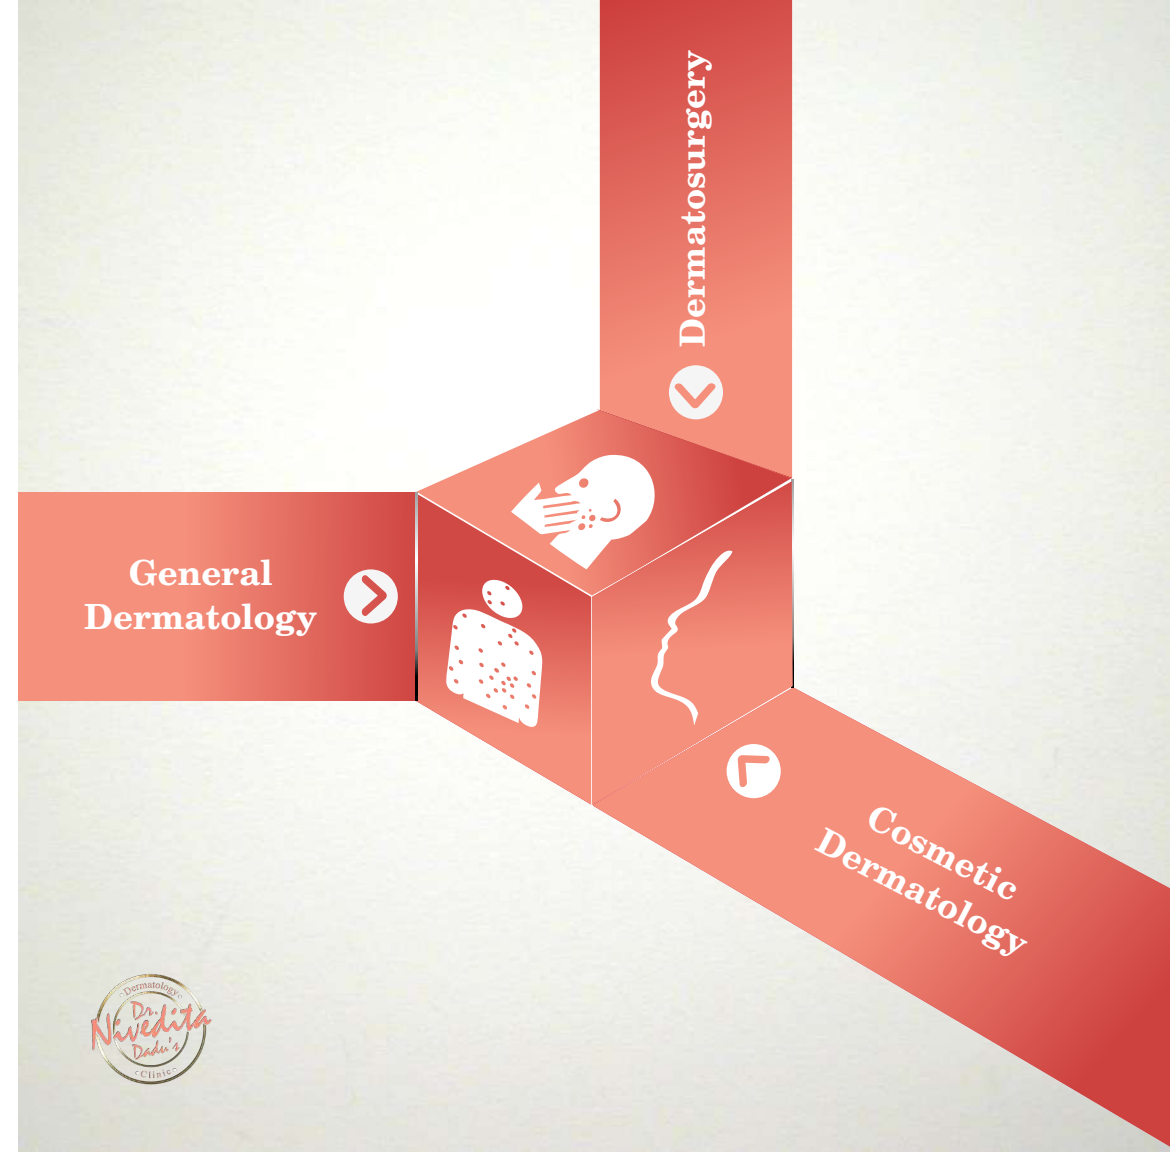 Dermatosurgery
General
Dermatology
Cosmetic
Dermatology
Dermatology
Dr.
Nivedita
Dadu's
Clinic